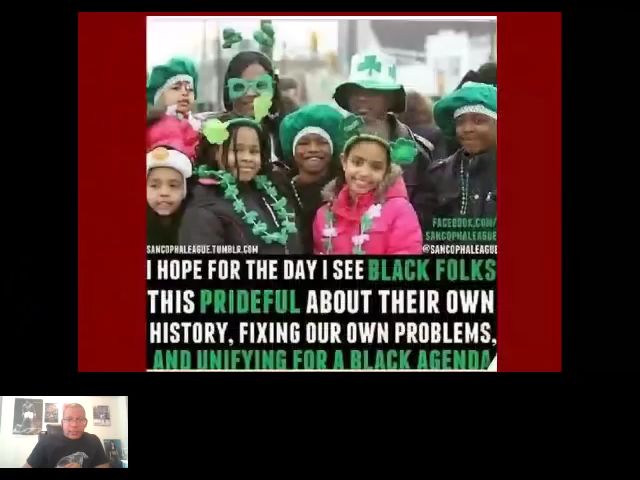 FACEBOOK.COM/
SANCOPHALEAGUE
SANCOPHALEAGUE.TUMBLR.COM @SANCOPHALEAGUE
I HOPE FOR THE DAY I SEE BLACK FOLKS
THIS PRIDEFUL ABOUT THEIR OWN
HISTORY, FIXING OUR OWN PROBLEMS,
AND UNIFYING FOR A BLACK AGENDA